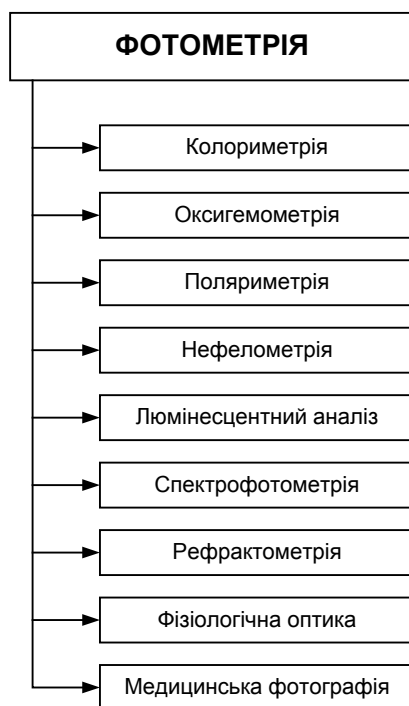 ФОТОМЕТРІЯ
Колориметрія
Оксигемометрія
Поляриметрія
Нефелометрія
Люмінесцентний аналіз
Спектрофотометрія
Рефрактометрія
Фізіологічна оптика
Медицинська фотографія